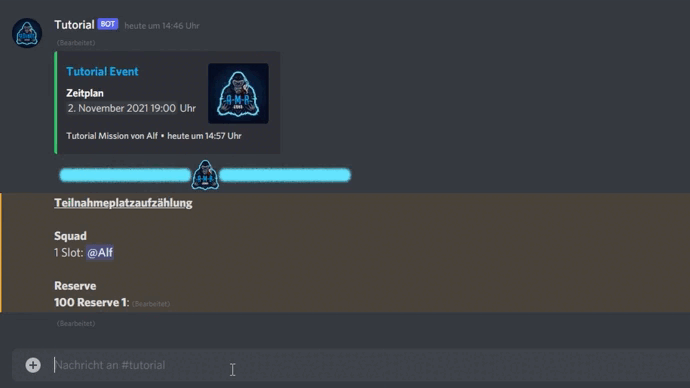 Tutorial BOT heute um 14:46 Uhr
(Bearbeitet)
Tutorial Event
Zeitplan
2. November 2021 19:00 Uhr
Tutorial Mission von Alf • heute um 14:57 Uhr
Teilnahmeplatzaufzählung
Squad
1 Slot: @Alf
Reserve
100 Reserve 1: (Bearbeitet)
(Bearbeitet)
Nachricht an #tutorial